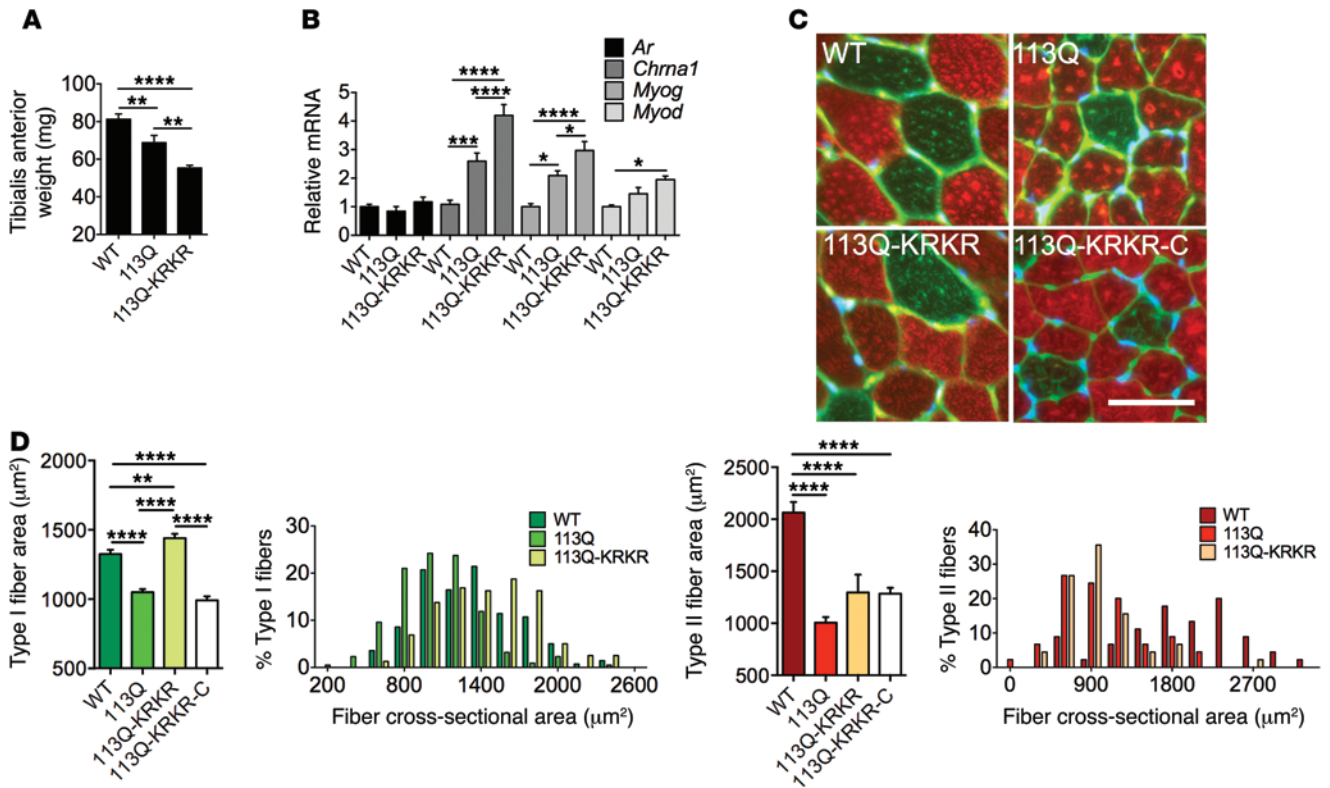 A
Tibialis anterior
weight (mg)
100
80
60
40
20
****
**
**
WT
113Q
113Q-KRKR
B
Relative mRNA
5
4
3
2
1
0
****
****
***
****
*
*
*
Ar
Chrna1
Myog
Myod
WT
113Q
113Q-KRKR
WT
113Q
113Q-KRKR
WT
113Q
113Q-KRKR
WT
113Q
113Q-KRKR
C
WT
113Q
113Q-KRKR
113Q-KRKR-C
D
Type I fiber area (µm²)
2000
1500
1000
500
****
**
****
****
****
WT
113Q
113Q-KRKR
113Q-KRKR-C
% Type I fibers
30
20
10
0
WT
113Q
113Q-KRKR
200 800 1400 2000 2600
Fiber cross-sectional area (µm²)
Type II fiber area (µm²)
2500
2000
1500
1000
500
****
****
****
WT
113Q
113Q-KRKR
113Q-KRKR-C
% Type II fibers
40
30
20
10
0
WT
113Q
113Q-KRKR
0 900 1800 2700
Fiber cross-sectional area (µm²)